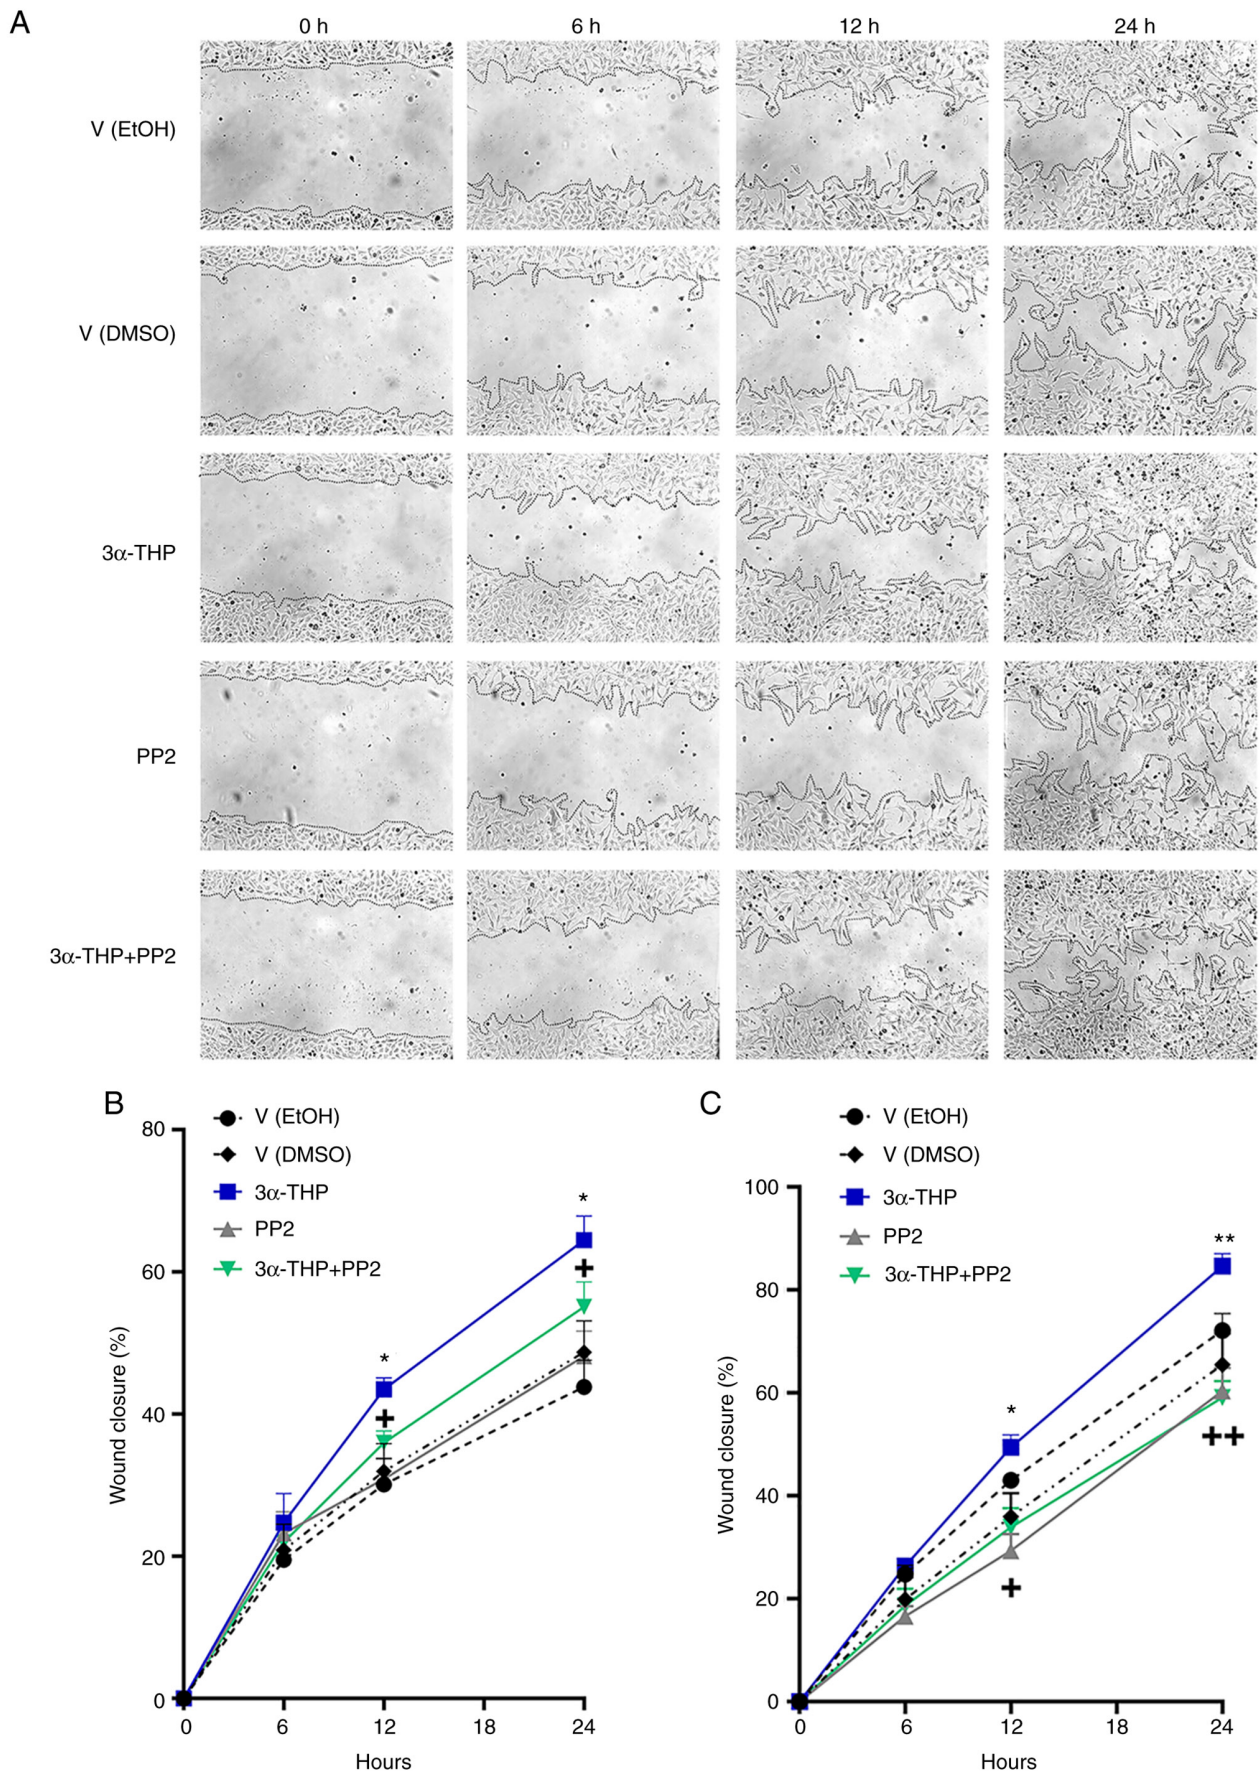 A
0 h 6 h 12 h 24 h
V (EtOH)
V (DMSO)
3α-THP
PP2
3α-THP+PP2
B
V (EtOH)
V (DMSO)
3α-THP
PP2
3α-THP+PP2
80
60
40
20
0
Wound closure (%)
*
+
*
+
0 6 12 18 24
Hours
C
V (EtOH)
V (DMSO)
3α-THP
PP2
3α-THP+PP2
100
80
60
40
20
0
Wound closure (%)
*
+
**
++
0 6 12 18 24
Hours